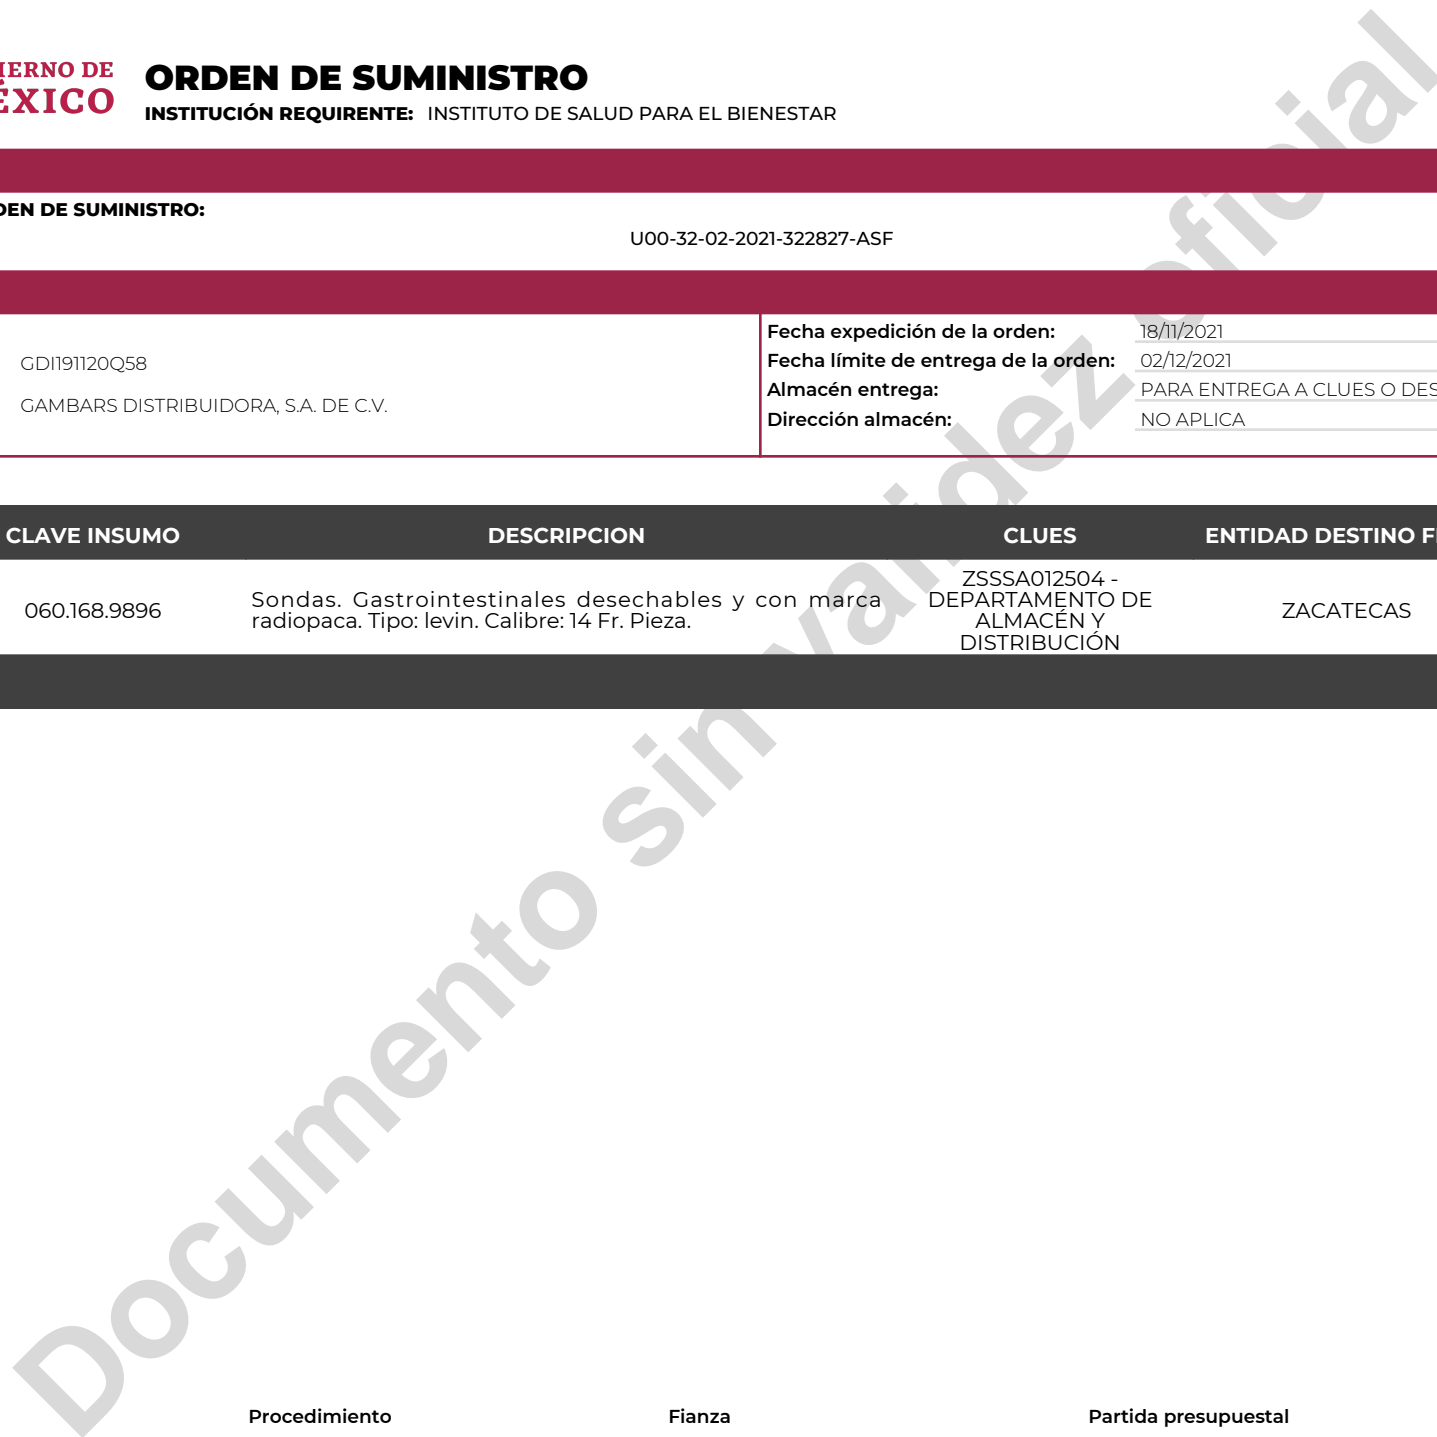 IERNO DE
ÉXICO
ORDEN DE SUMINISTRO
INSTITUCIÓN REQUIRENTE: INSTITUTO DE SALUD PARA EL BIENESTAR
DEN DE SUMINISTRO:
U00-32-02-2021-322827-ASF
GDI191120Q58
GAMBARS DISTRIBUIDORA, S.A. DE C.V.
Fecha expedición de la orden: 18/11/2021
Fecha límite de entrega de la orden: 02/12/2021
Almacén entrega: PARA ENTREGA A CLUES O DES
Dirección almacén: NO APLICA
CLAVE INSUMO DESCRIPCION CLUES ENTIDAD DESTINO FI
060.168.9896
Sondas. Gastrointestinales desechables y con marca
radiopaca. Tipo: levin. Calibre: 14 Fr. Pieza.
ZSSSA012504 -
DEPARTAMENTO DE
ALMACÉN Y
DISTRIBUCIÓN
ZACATECAS
Documento sin validez oficial
Procedimiento Fianza Partida presupuestal